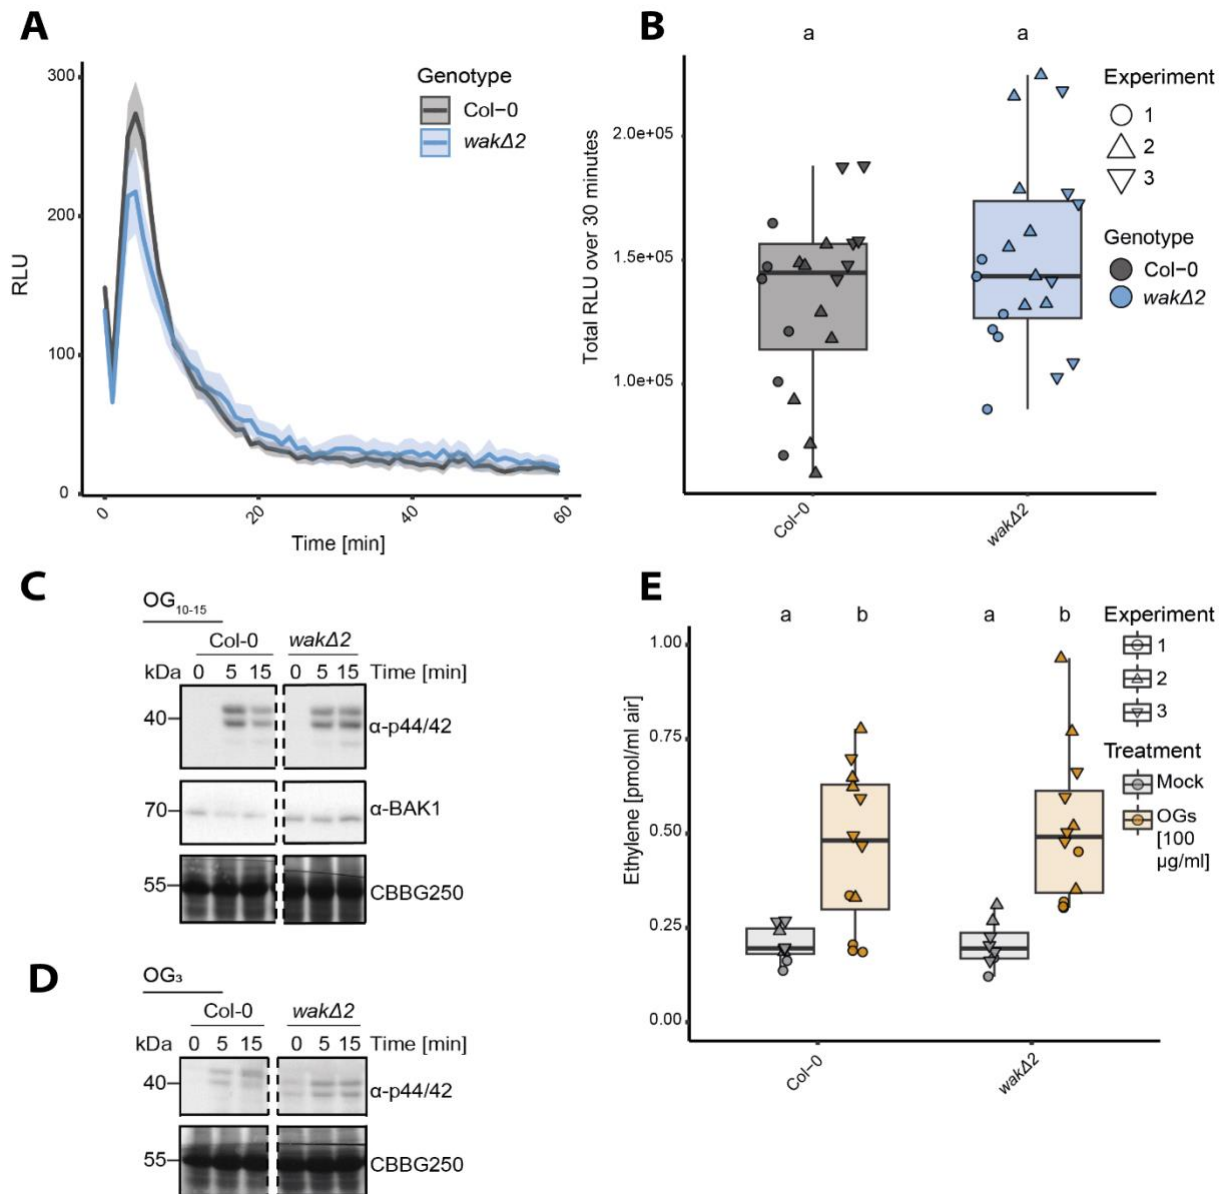 A
300
200
100
0
RLU
0
20
40
60
Time [min]
Genotype
Col−0
wakΔ2
B
a
a
2.0e+05
1.5e+05
1.0e+05
Total RLU over 30 minutes
Col−0
wakΔ2
Experiment
1
2
3
Genotype
Col−0
wakΔ2
C
OG10-15
Col-0 wakΔ2
kDa 0 5 15 0 5 15 Time [min]
40 α-p44/42
70 α-BAK1
55 CBBG250
D
OG₃
Col-0 wakΔ2
kDa 0 5 15 0 5 15 Time [min]
40 α-p44/42
55 CBBG250
E
a b a b
1.00
0.75
0.50
0.25
0.00
Ethylene [pmol/ml air]
Col−0
wakΔ2
Experiment
1
2
3
Treatment
Mock
OGs
[100
µg/ml]